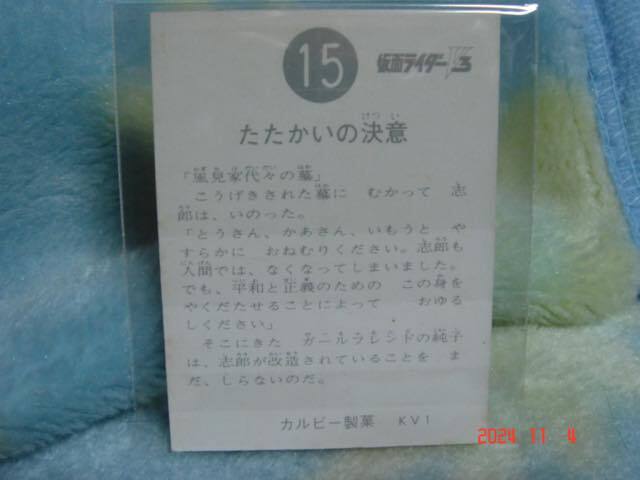 15
仮面ライダーV3
けつ い
たたかいの決意
「風見家代々の墓」
こうげきされた墓に むかって 志
郎は、いのった。
「とうさん、かあさん、いもうと や
すらかに おねむりください。志郎も
人間では、なくなってしまいました。
でも、平和と正義のための この身を
やくだたせることによって おゆる
しください」
そこにきた ガニルラレシドの純子
は、志郎が改造されていることを ま
だ、しらないのだ。
カルビー製菓 KV1
2024 11 4